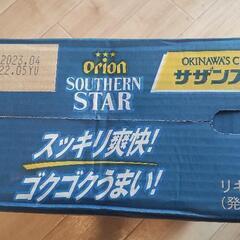 2023.04
22.05YU
orion
SOUTHERN
STAR
OKINAWA'S C
サザンス
スッキリ爽快!
ゴクゴクうまい!
リキ
(発